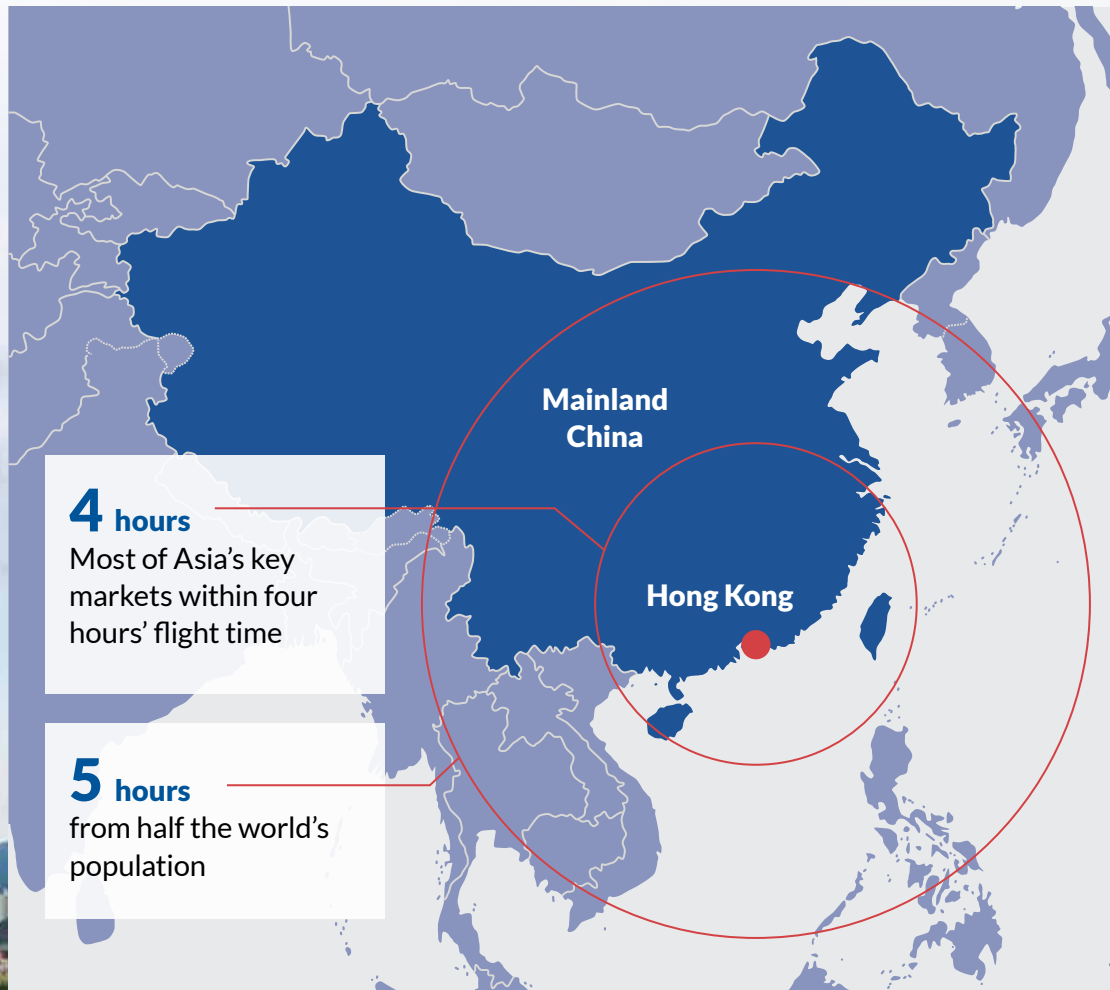 Mainland
China
Hong Kong
4 hours
Most of Asia’s key
markets within four
hours’ flight time
5 hours
from half the world’s
population